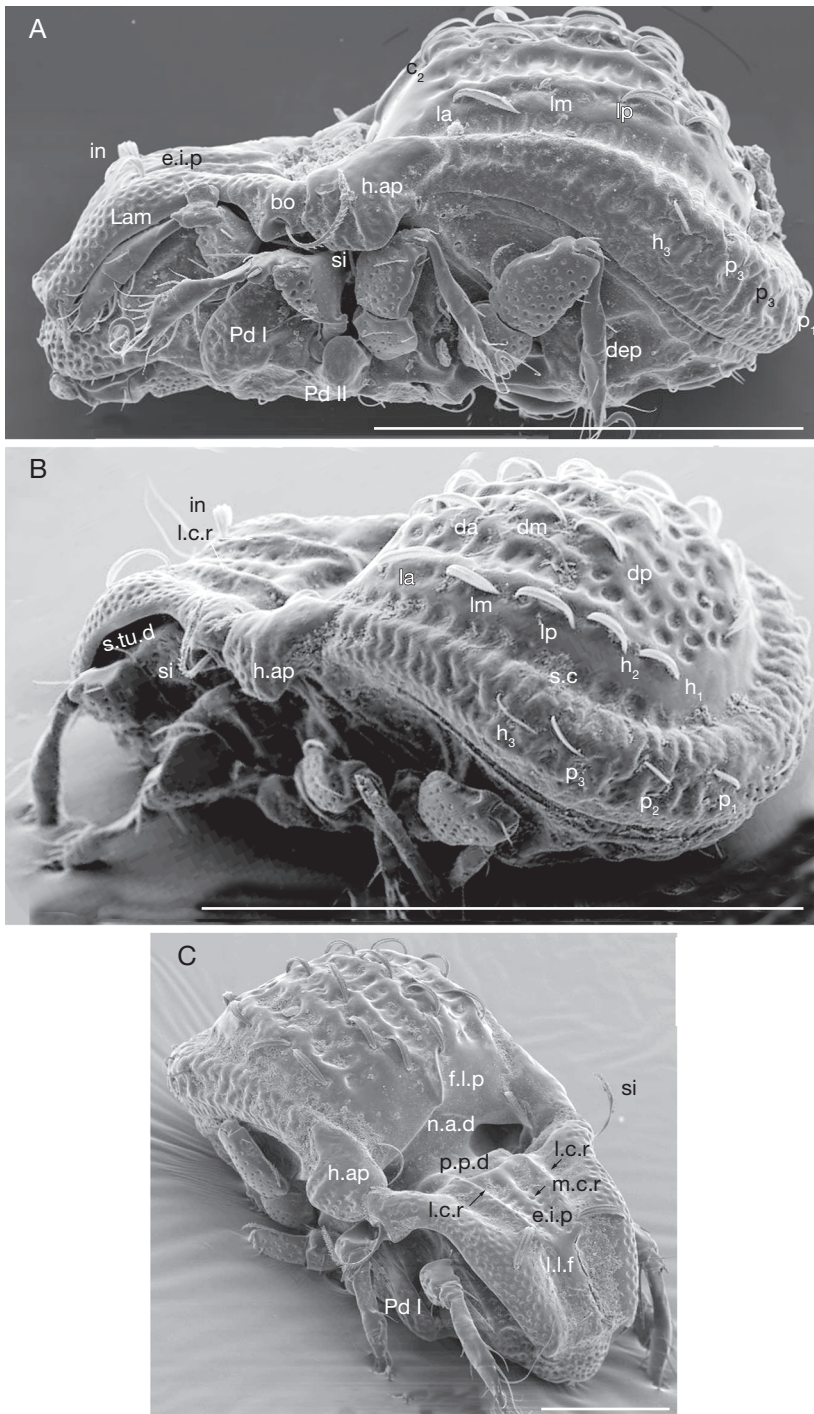 A
c₂
la
lm
lp
in
e.i.p
Lam
bo
h.ap
si
h₃
p₃
p₃
p₁
Pd I
Pd II
dep
B
in
l.c.r
da
dm
dp
la
lm
lp
s.tu.d
si
h.ap
s.c
h₂
h₁
h₃
p₃
p₂
p₁
C
f.l.p
si
n.a.d
p.p.d
l.c.r
h.ap
m.c.r
l.c.r
e.i.p
l.l.f
Pd I